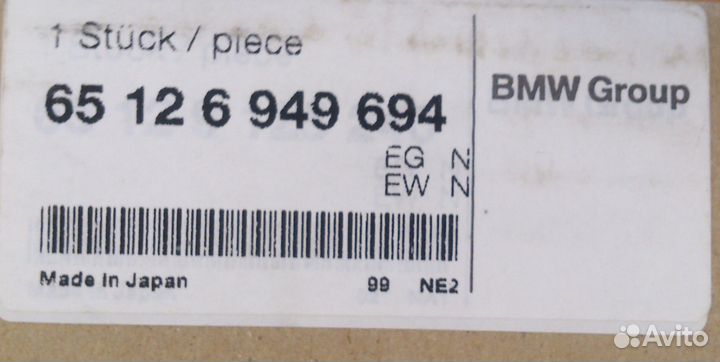 1 Stück / piece
65 12 6 949 694
BMW Group
EG N
EW N
Made In Japan 99 NE2
Avito